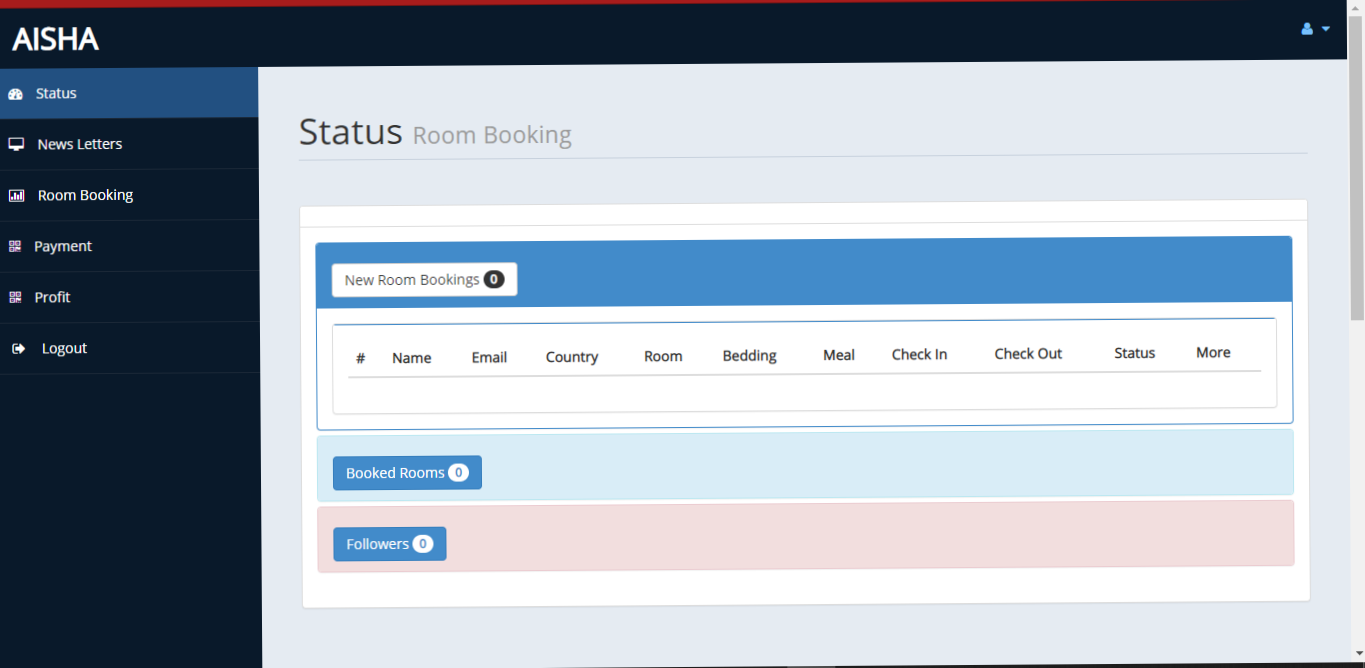 AISHA
Status
News Letters
Room Booking
Payment
Profit
Logout
Status Room Booking
New Room Bookings 0
# Name Email Country Room Bedding Meal Check In Check Out Status More
Booked Rooms 0
Followers 0